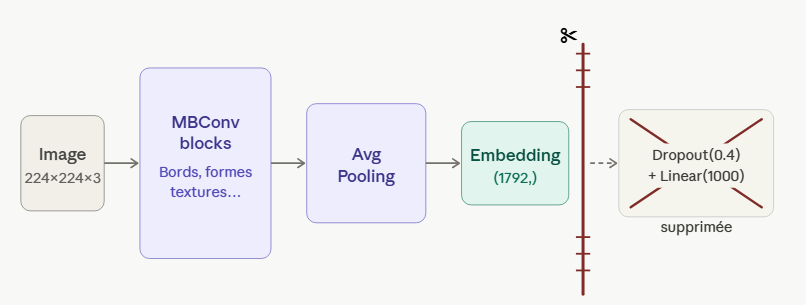 Image
224×224×3
MBConv
blocks
Bords, formes
textures...
Avg
Pooling
Embedding
(1792,)
Dropout(0.4)
+ Linear(1000)
supprimée